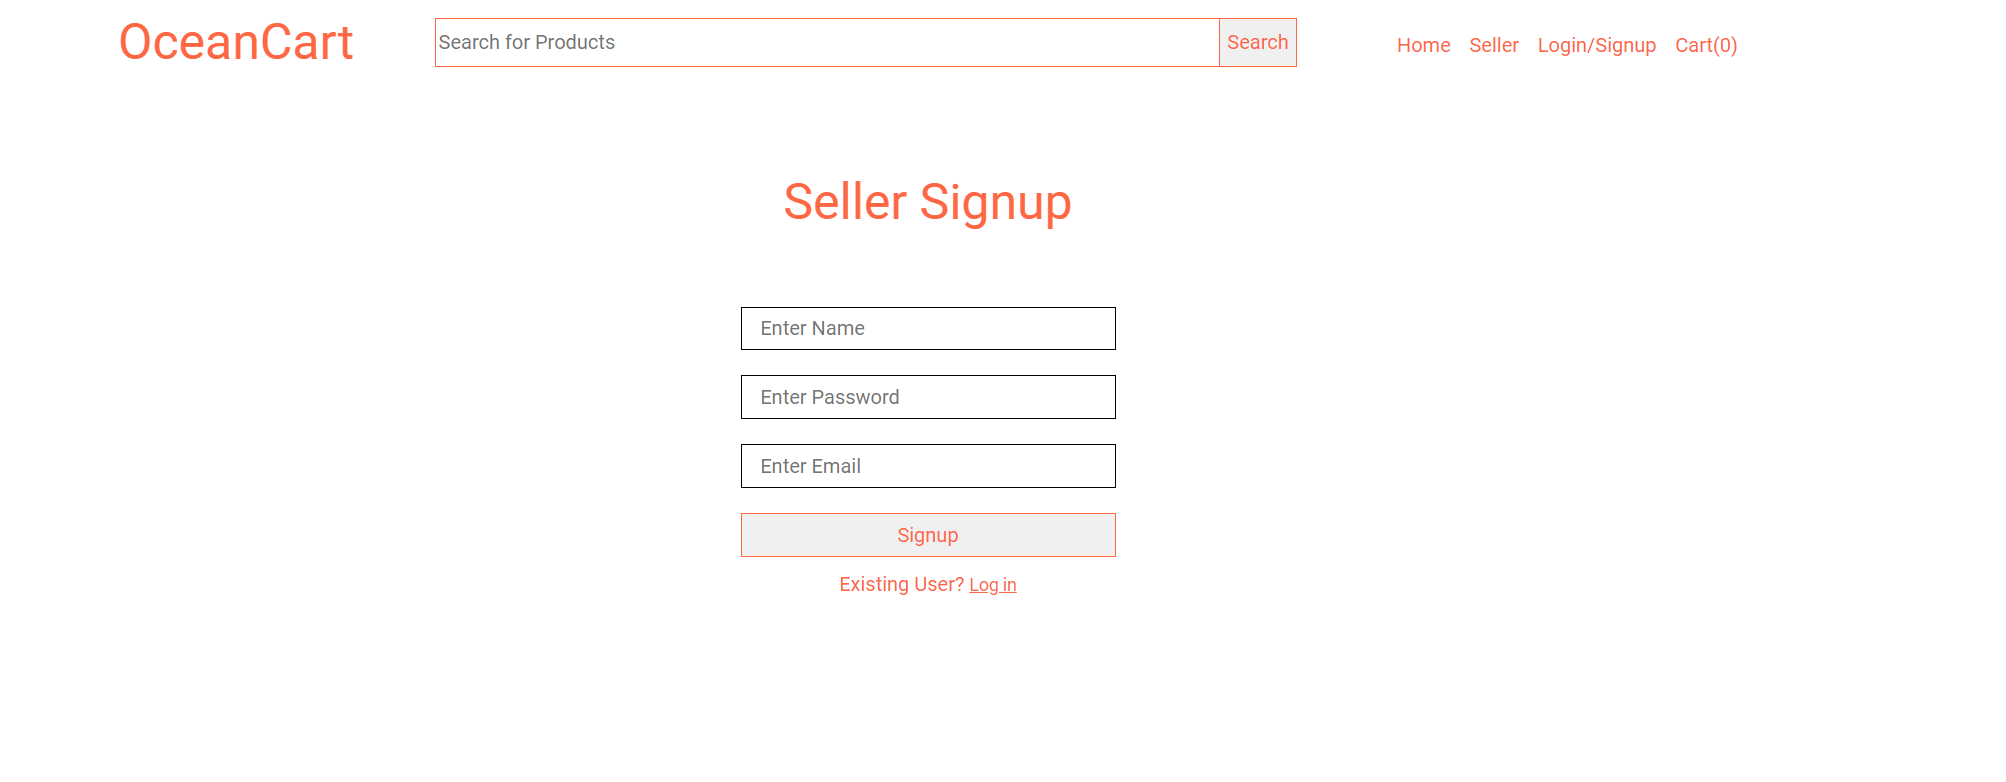 OceanCart
Search for Products Search
Home Seller Login/Signup Cart(0)
Seller Signup
Enter Name
Enter Password
Enter Email
Signup
Existing User? Log in